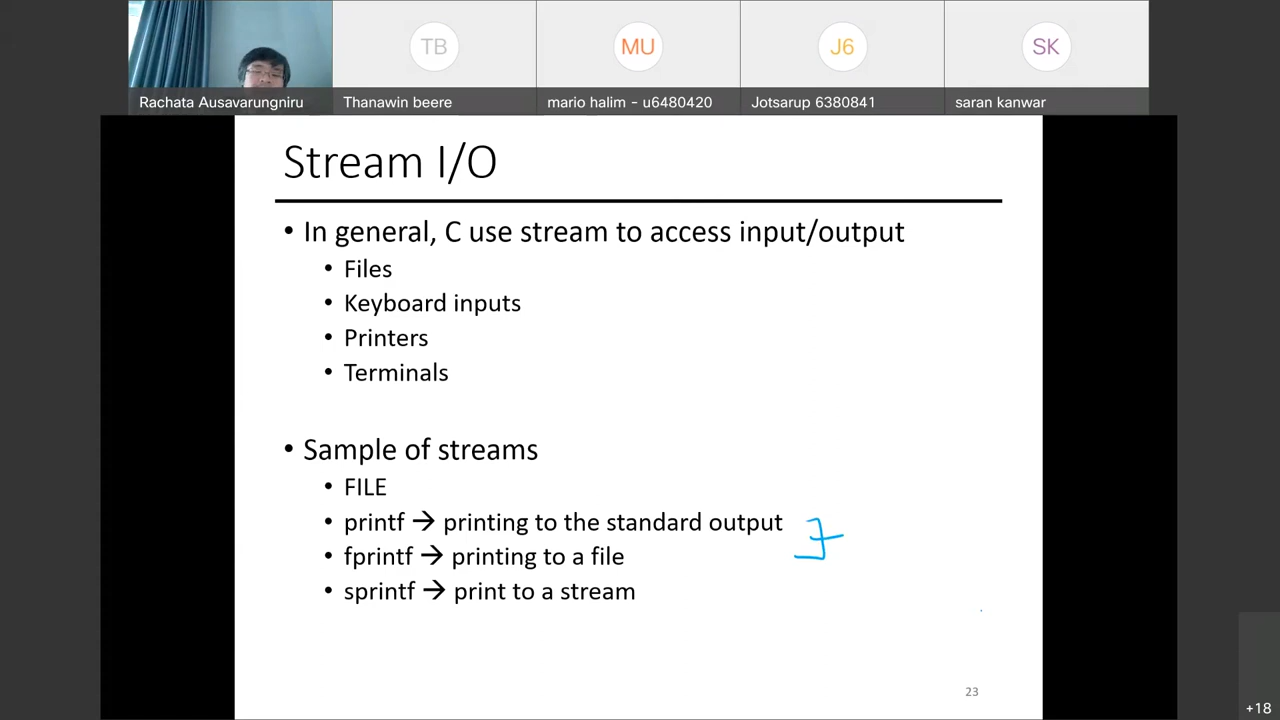 TB
MU
J6
SK
Rachata Ausavarungniru
Thanawin beere
mario halim - u6480420
Jotsarup 6380841
saran kanwar
Stream I/O
• In general, C use stream to access input/output
• Files
• Keyboard inputs
• Printers
• Terminals
• Sample of streams
• FILE
• printf → printing to the standard output
• fprintf → printing to a file
• sprintf → print to a stream
23
+18